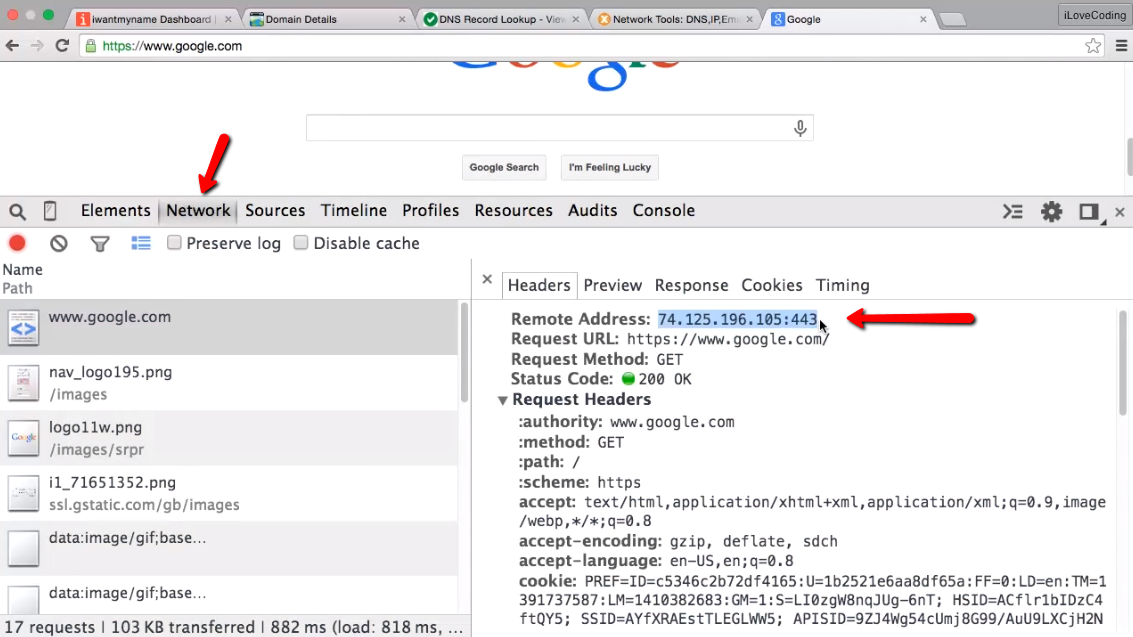 iwantmyname Dashboard
Domain Details
DNS Record Lookup - View
Network Tools: DNS,IP,Em
Google
iLoveCoding
https://www.google.com
Google Search
I'm Feeling Lucky
Elements Network Sources Timeline Profiles Resources Audits Console
Preserve log Disable cache
Name
Path
www.google.com
nav_logo195.png
/images
logo11w.png
/images/srpr
i1_71651352.png
ssl.gstatic.com/gb/images
data:image/gif;base...
data:image/gif;base...
17 requests | 103 KB transferred | 882 ms (load: 818 ms, ...
Headers Preview Response Cookies Timing
Remote Address: 74.125.196.105:443
Request URL: https://www.google.com/
Request Method: GET
Status Code: 200 OK
Request Headers
:authority: www.google.com
:method: GET
:path: /
:scheme: https
accept: text/html,application/xhtml+xml,application/xml;q=0.9,image
/webp,*/*;q=0.8
accept-encoding: gzip, deflate, sdch
accept-language: en-US,en;q=0.8
cookie: PREF=ID=c5346c2b72df4165:U=1b2521e6aa8df65a:FF=0:LD=en:TM=1
391737587:LM=1410382683:GM=1:S=LI0zgW8nqJUg-6nT; HSID=ACflr1bIDzC4
ftQY5; SSID=AYfXRAEstTLEGLWW5; APISID=9ZJ4Wg54cUmj8G99/AuU9LXCjH2N